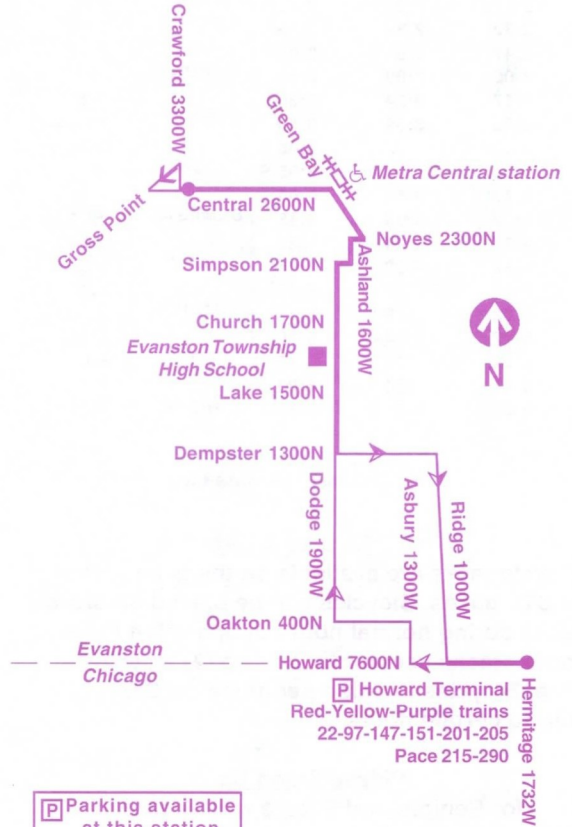 Crawford 3300W
Green Bay
Metra Central station
Central 2600N
Gross Point
Noyes 2300N
Simpson 2100N
Ashland 1600W
Church 1700N
Evanston Township
High School
N
Lake 1500N
Dempster 1300N
Dodge 1900W
Asbury 1300W
Ridge 1000W
Oakton 400N
Evanston
Chicago
Howard 7600N
P Howard Terminal
Red-Yellow-Purple trains
22-97-147-151-201-205
Pace 215-290
Hermitage 1732W
P Parking available
at this station